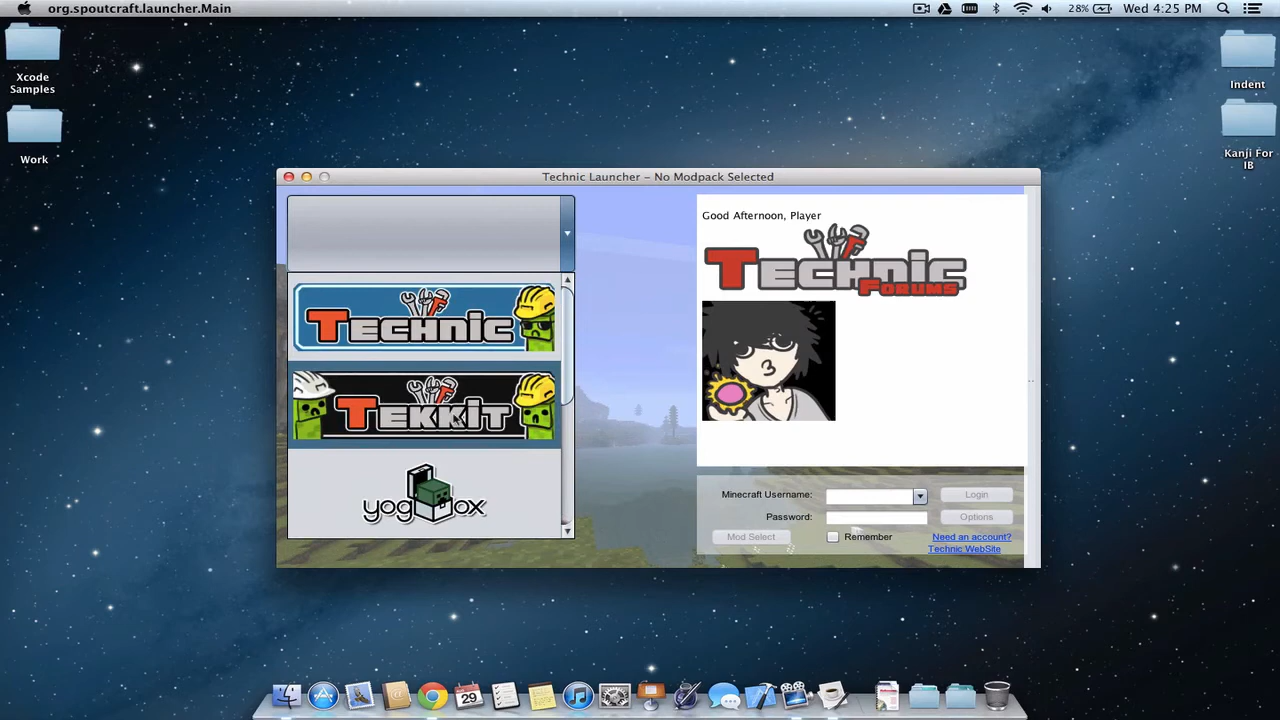 org.spoutcraft.launcher.Main
28%
Wed 4:25 PM
Xcode
Samples
Work
Indent
Kanji For
IB
Technic Launcher – No Modpack Selected
TECHNIC
TEKKIT
yogbox
Good Afternoon, Player
TECHNIC
FORUMS
Minecraft Username:
Login
Password:
Options
Mod Select
Remember
Need an account?
Technic WebSite
29